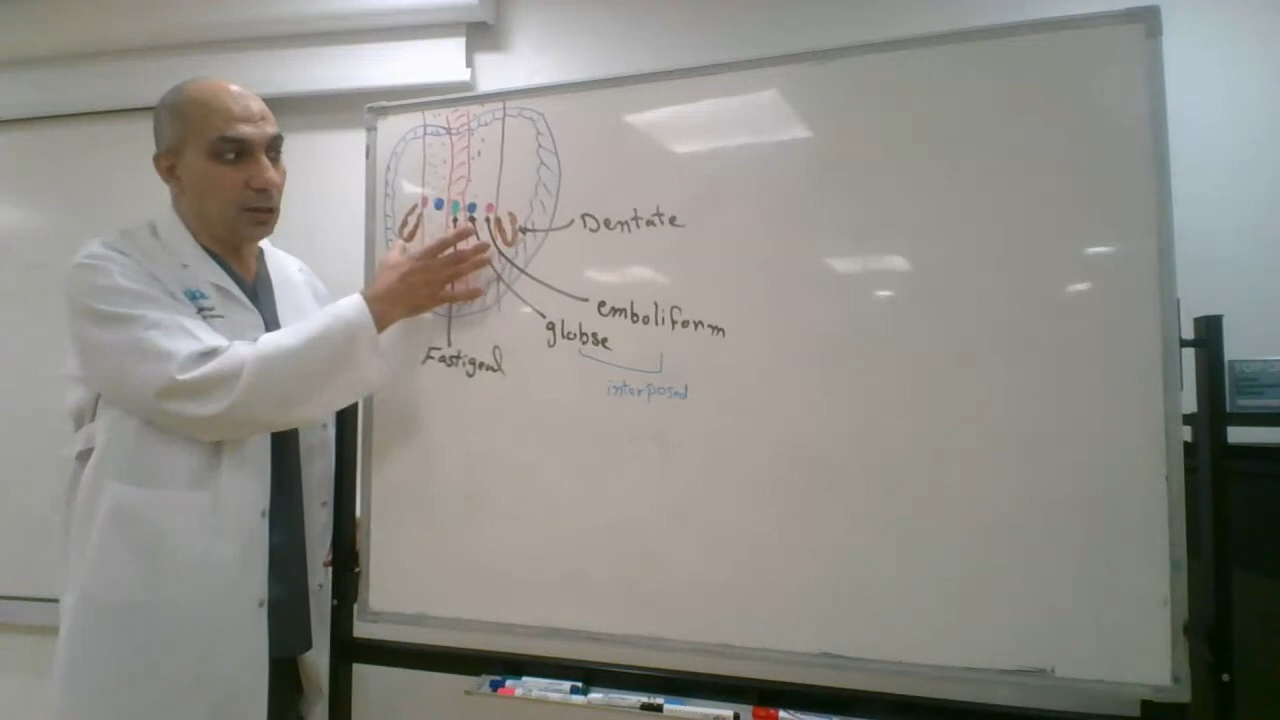 Dentate
emboliform
globse
Fastigeal
interposed